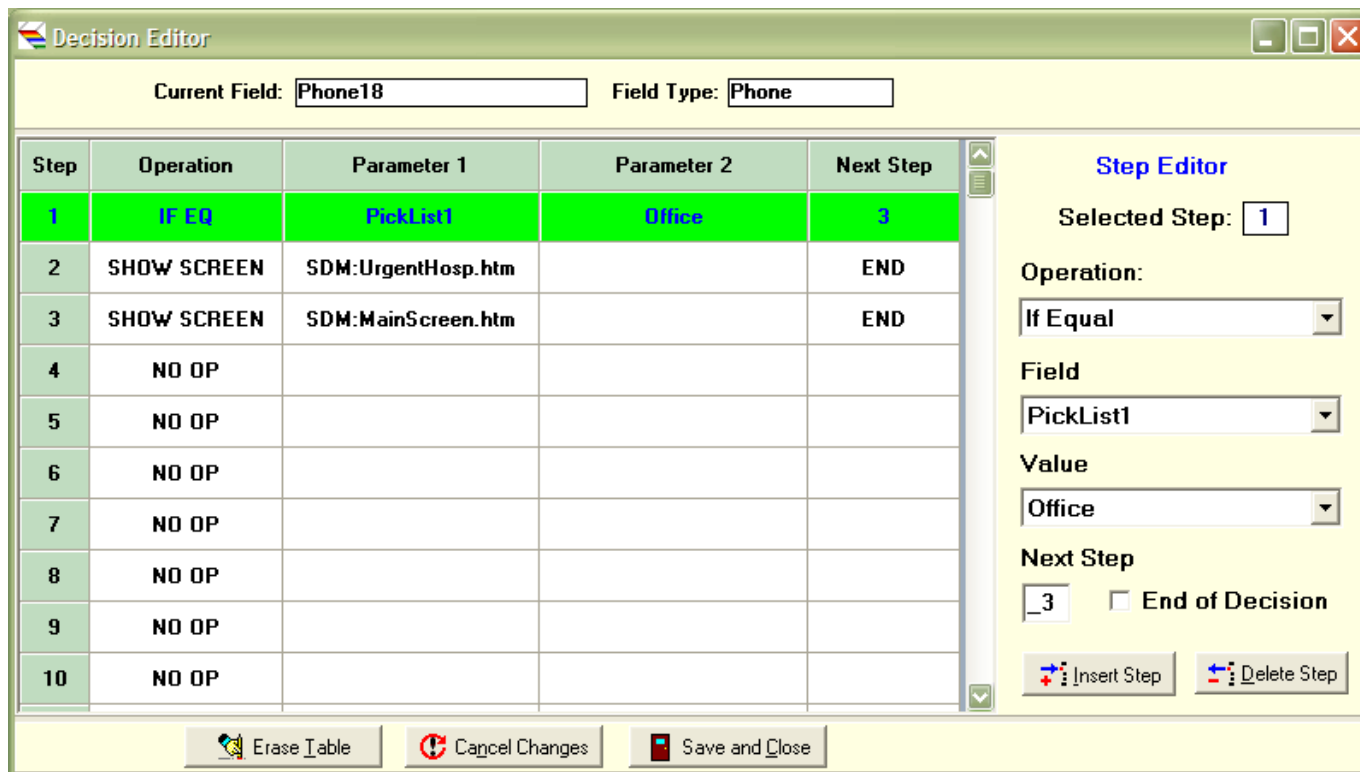 Decision Editor
Current Field: Phone18 Field Type: Phone
Step Operation Parameter 1 Parameter 2 Next Step
1 IF EQ PickList1 Office 3
2 SHOW SCREEN SDM:UrgentHosp.htm END
3 SHOW SCREEN SDM:MainScreen.htm END
4 NO OP
5 NO OP
6 NO OP
7 NO OP
8 NO OP
9 NO OP
10 NO OP
Step Editor
Selected Step: 1
Operation:
If Equal
Field
PickList1
Value
Office
Next Step
_3 End of Decision
Insert Step Delete Step
Erase Table Cancel Changes Save and Close